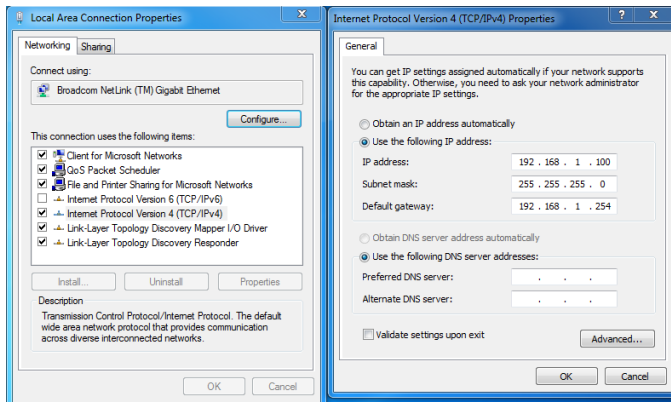 Local Area Connection Properties
Networking
Sharing
Connect using:
Broadcom NetLink (TM) Gigabit Ethernet
Configure...
This connection uses the following items:
Client for Microsoft Networks
QoS Packet Scheduler
File and Printer Sharing for Microsoft Networks
Internet Protocol Version 6 (TCP/IPv6)
Internet Protocol Version 4 (TCP/IPv4)
Link-Layer Topology Discovery Mapper I/O Driver
Link-Layer Topology Discovery Responder
Install...
Uninstall
Properties
Description
Transmission Control Protocol/Internet Protocol. The default
wide area network protocol that provides communication
across diverse interconnected networks.
OK
Cancel
Internet Protocol Version 4 (TCP/IPv4) Properties
General
You can get IP settings assigned automatically if your network supports
this capability. Otherwise, you need to ask your network administrator
for the appropriate IP settings.
Obtain an IP address automatically
Use the following IP address:
IP address: 192 . 168 . 1 . 100
Subnet mask: 255 . 255 . 255 . 0
Default gateway: 192 . 168 . 1 . 254
Obtain DNS server address automatically
Use the following DNS server addresses:
Preferred DNS server: . . .
Alternate DNS server: . . .
Validate settings upon exit
Advanced...
OK
Cancel